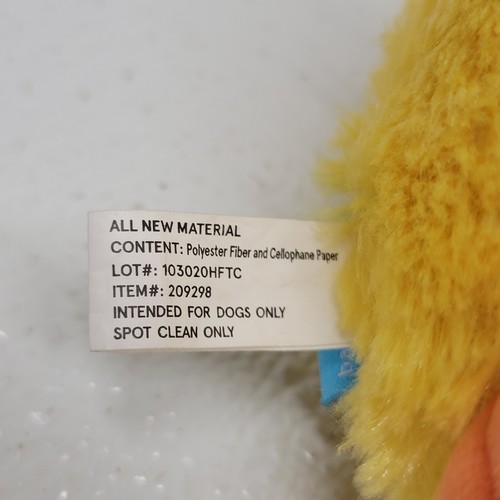 ALL NEW MATERIAL
CONTENT: Polyester Fiber and Cellophane Paper
LOT#: 103020HFTC
ITEM#: 209298
INTENDED FOR DOGS ONLY
SPOT CLEAN ONLY